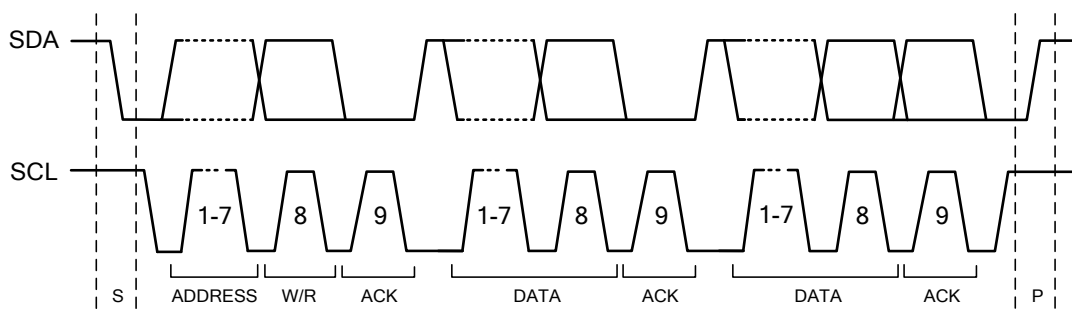 SDA
SCL
1-7 8 9 1-7 8 9 1-7 8 9
S ADDRESS W/R ACK DATA ACK DATA ACK P